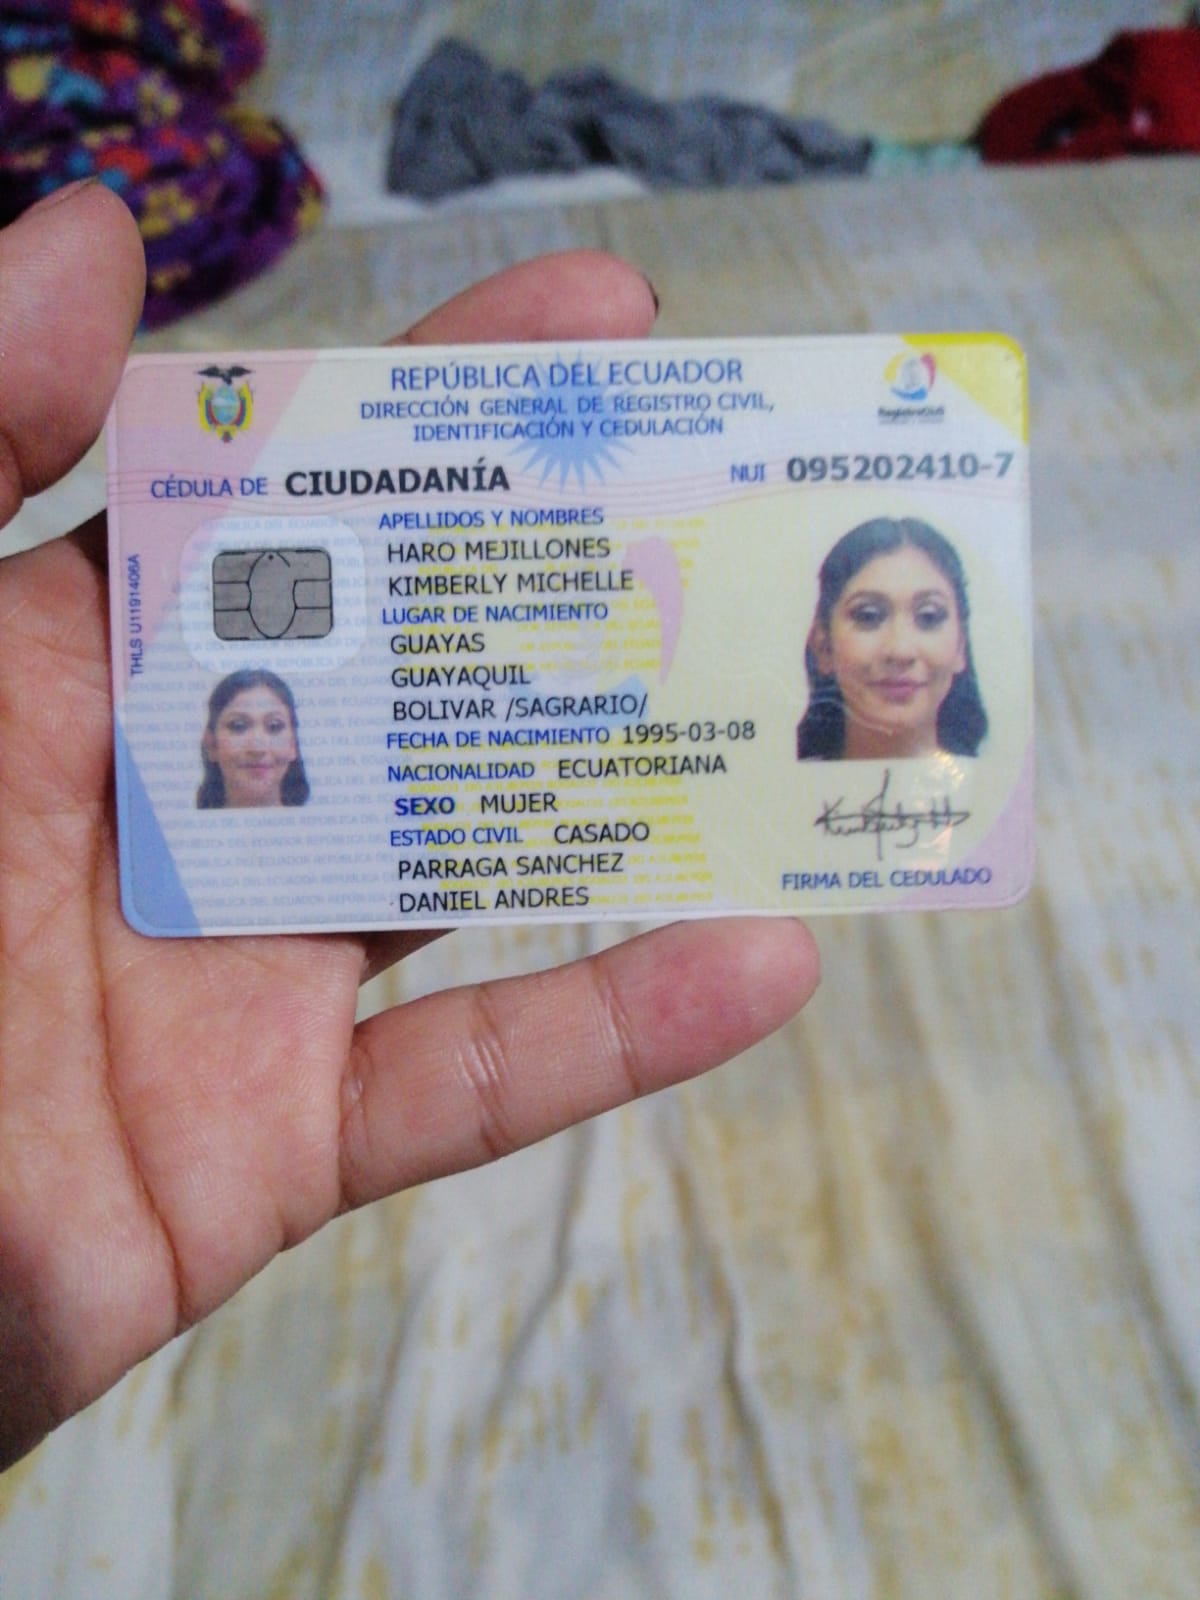 REPÚBLICA DEL ECUADOR
DIRECCIÓN GENERAL DE REGISTRO CIVIL,
IDENTIFICACIÓN Y CEDULACIÓN
CÉDULA DE CIUDADANÍA
NUI 095202410-7
APELLIDOS Y NOMBRES
HARO MEJILLONES
KIMBERLY MICHELLE
LUGAR DE NACIMIENTO
GUAYAS
GUAYAQUIL
BOLIVAR /SAGRARIO/
FECHA DE NACIMIENTO 1995-03-08
NACIONALIDAD ECUATORIANA
SEXO MUJER
ESTADO CIVIL CASADO
PARRAGA SANCHEZ
DANIEL ANDRES
FIRMA DEL CEDULADO
THLS U1191406A